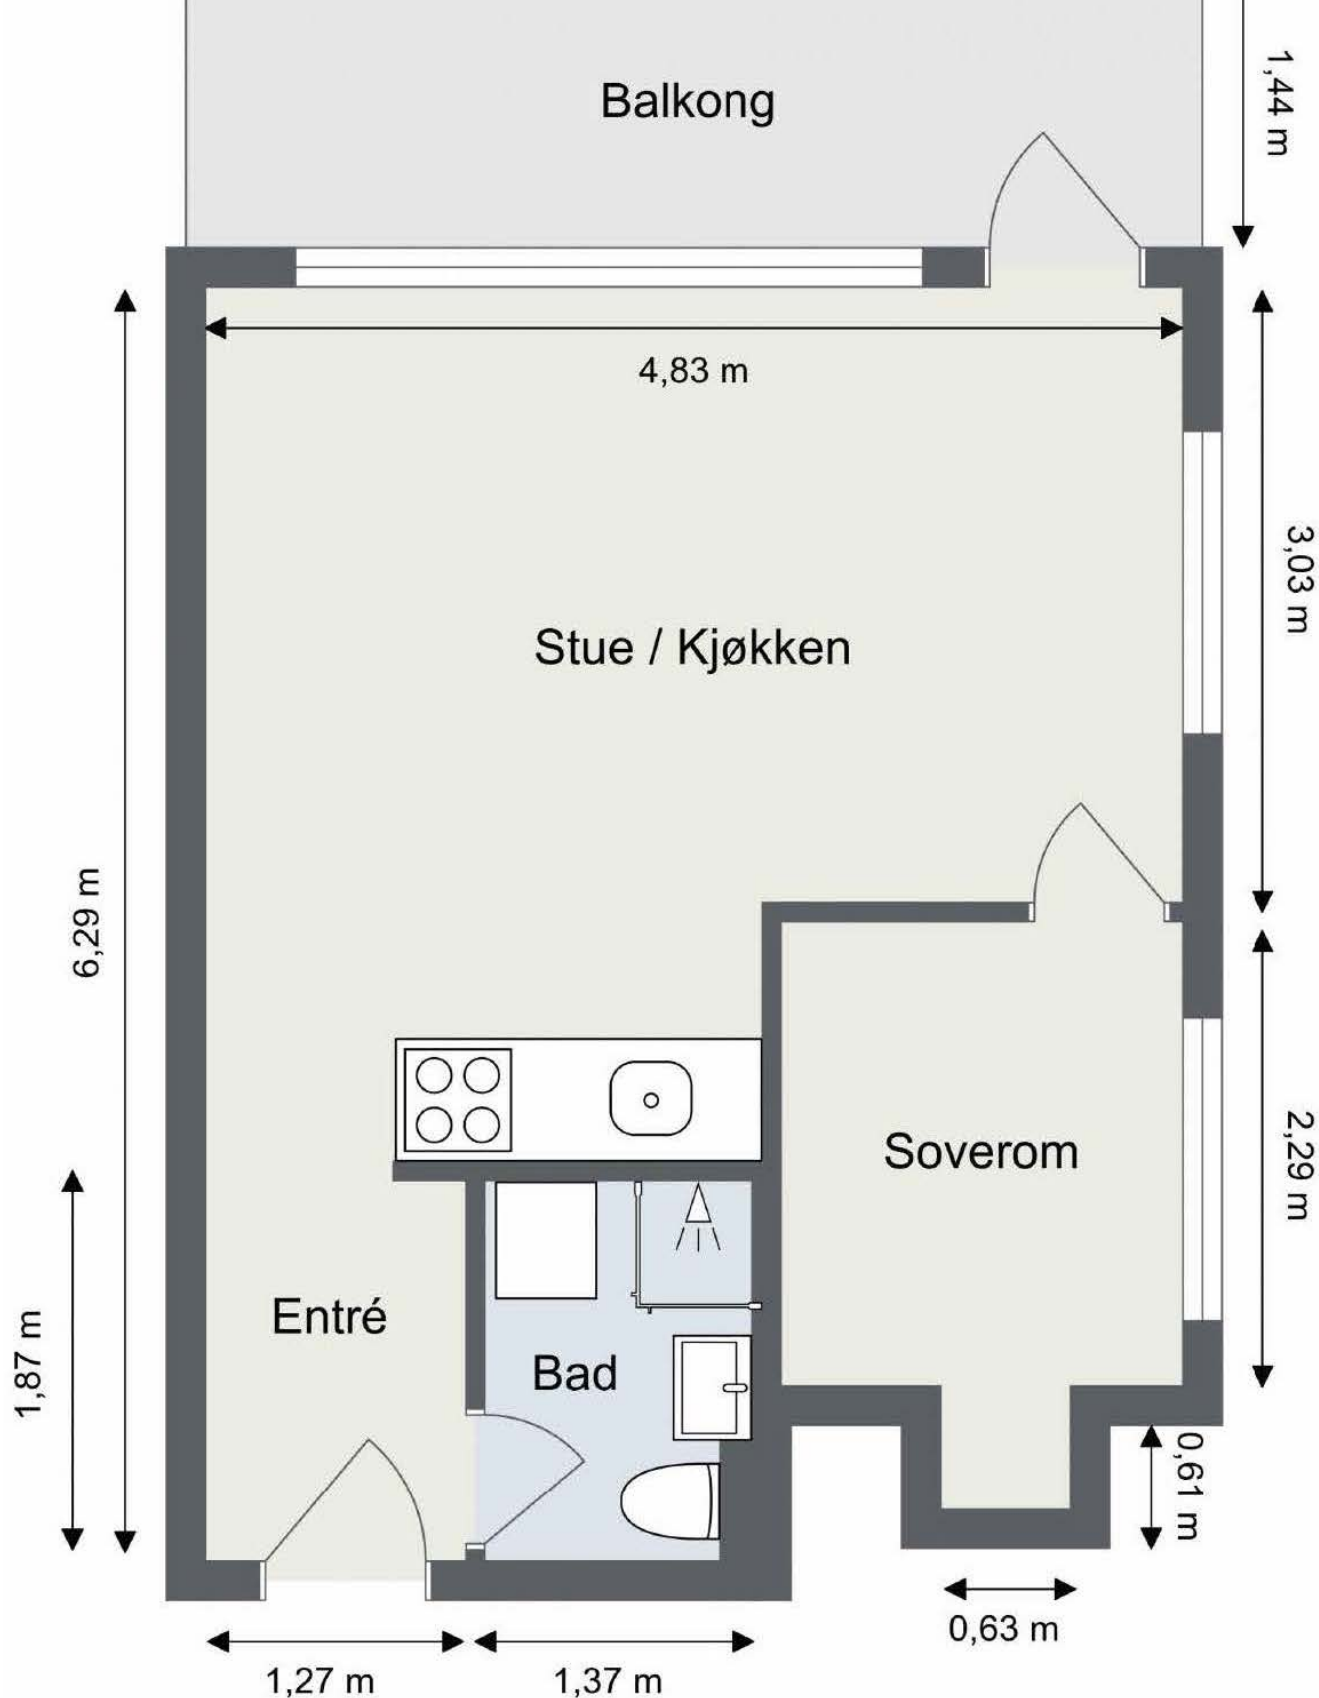 Balkong
1,44 m
4,83 m
3,03 m
Stue / Kjøkken
6,29 m
Soverom
2,29 m
Entré
Bad
1,87 m
0,61 m
0,63 m
1,27 m
1,37 m